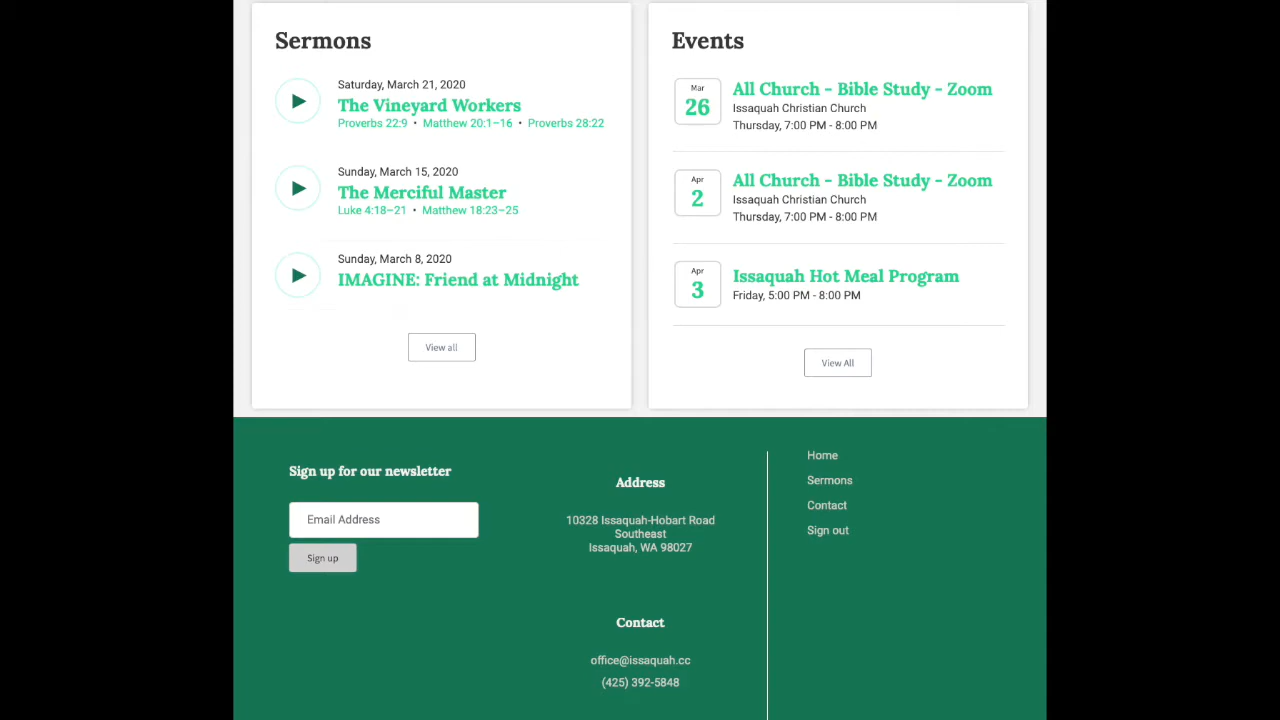 Sermons
Saturday, March 21, 2020
The Vineyard Workers
Proverbs 22:9 • Matthew 20:1–16 • Proverbs 28:22
Sunday, March 15, 2020
The Merciful Master
Luke 4:18–21 • Matthew 18:23–25
Sunday, March 8, 2020
IMAGINE: Friend at Midnight
View all
Events
Mar
26
All Church - Bible Study - Zoom
Issaquah Christian Church
Thursday, 7:00 PM - 8:00 PM
Apr
2
All Church - Bible Study - Zoom
Issaquah Christian Church
Thursday, 7:00 PM - 8:00 PM
Apr
3
Issaquah Hot Meal Program
Friday, 5:00 PM - 8:00 PM
View All
Sign up for our newsletter
Email Address
Sign up
Address
10328 Issaquah-Hobart Road
Southeast
Issaquah, WA 98027
Contact
office@issaquah.cc
(425) 392-5848
Home
Sermons
Contact
Sign out